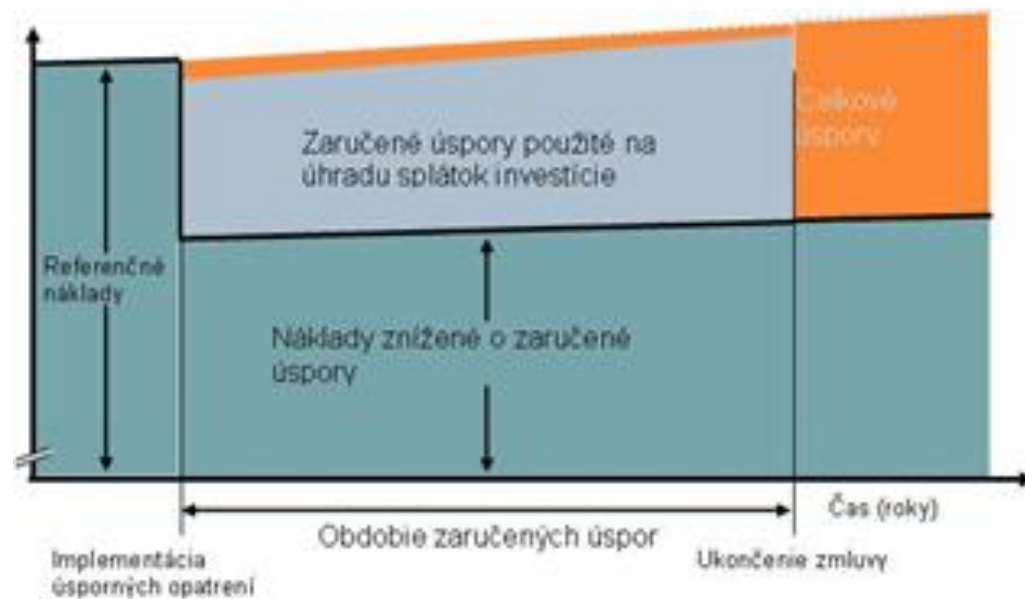 Celkové
úspory
Zaručené úspory použité na
úhradu splátok investície
Referenčné
náklady
Náklady znížené o zaručené
úspory
Čas (roky)
Obdobie zaručených úspor
Implementácia
úsporných opatrení
Ukončenie zmluvy